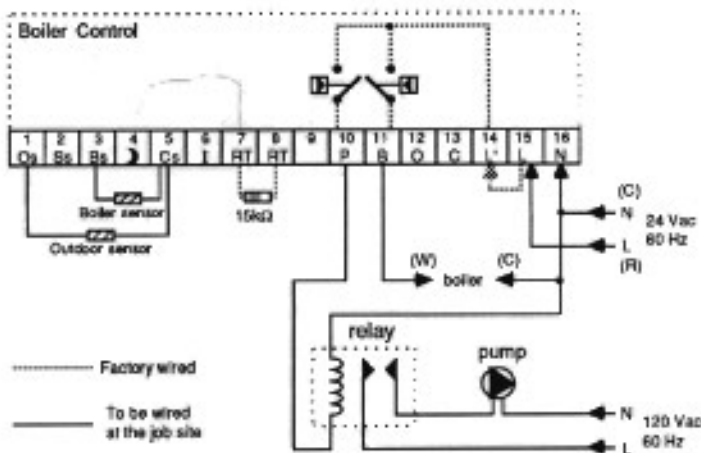 Boiler Control
1 2 3 4 5 6 7 8 9 10 11 12 13 14 15 16
Os Bs Bs Cs I RT RT P B O C L' L N
Boiler sensor
15kΩ
Outdoor sensor
(C)
N
24 Vac
60 Hz
L
(R)
(W) boiler (C)
relay
pump
Factory wired
To be wired
at the job site
N
120 Vac
60 Hz
L